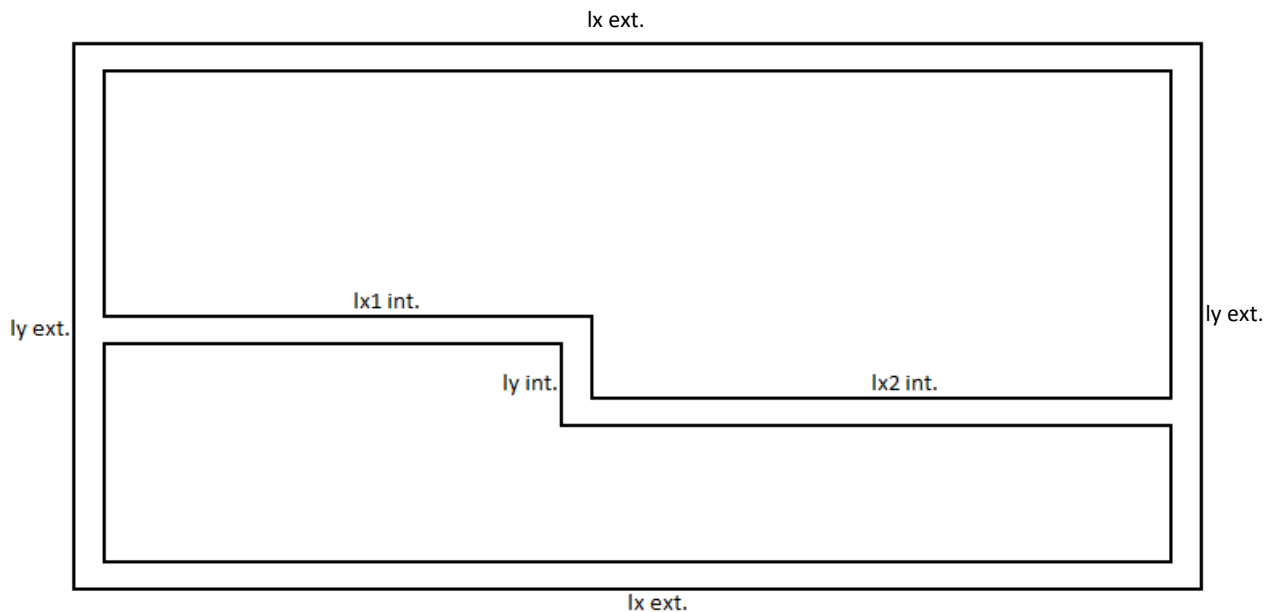 lx ext.
lx1 int.
ly ext.
ly ext.
ly int.
lx2 int.
lx ext.